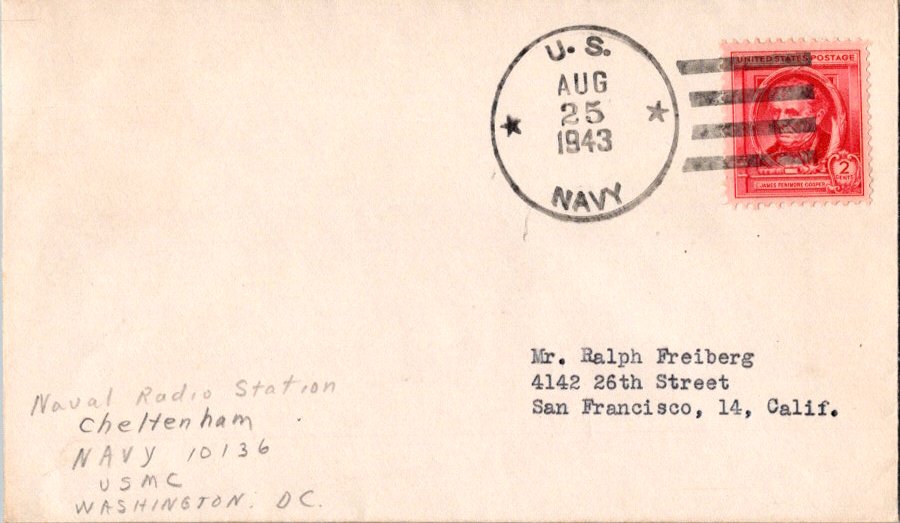 U. S.
AUG
25
1943
NAVY
UNITED STATES POSTAGE
2
CENTS
JAMES FENIMORE COOPER
Mr. Ralph Freiberg
4142 26th Street
San Francisco, 14, Calif.
Naval Radio Station
Cheltenham
NAVY 10136
USMC
WASHINGTON. DC.